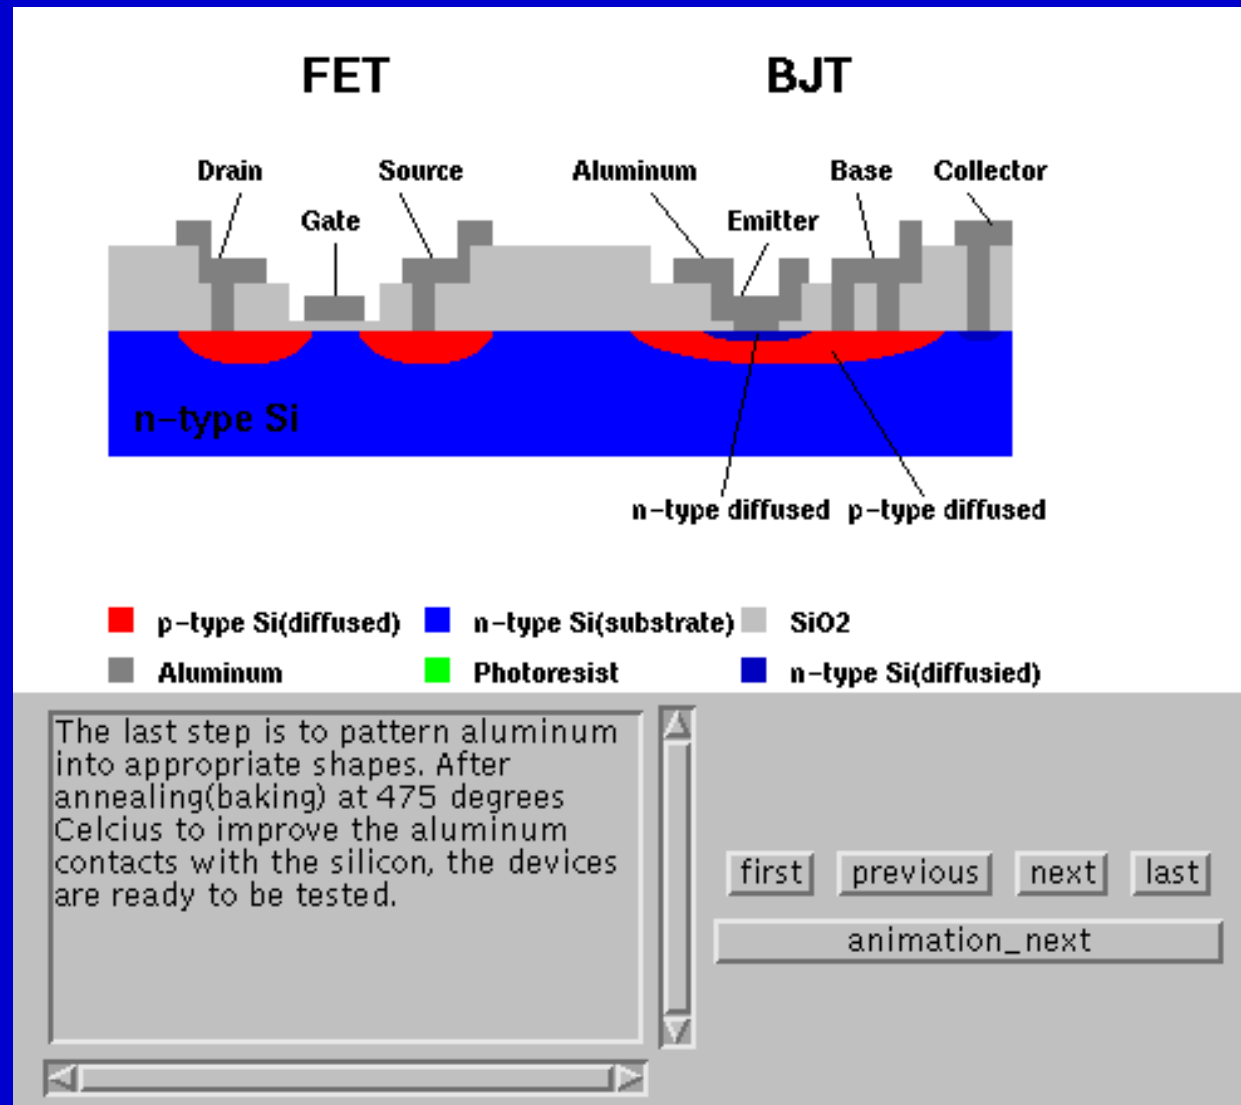 FET
BJT
Drain
Source
Aluminum
Base
Collector
Gate
Emitter
n-type Si
n-type diffused
p-type diffused
p-type Si(diffused)
n-type Si(substrate)
SiO2
Aluminum
Photoresist
n-type Si(diffusied)
The last step is to pattern aluminum
into appropriate shapes. After
annealing(baking) at 475 degrees
Celcius to improve the aluminum
contacts with the silicon, the devices
are ready to be tested.
first
previous
next
last
animation_next